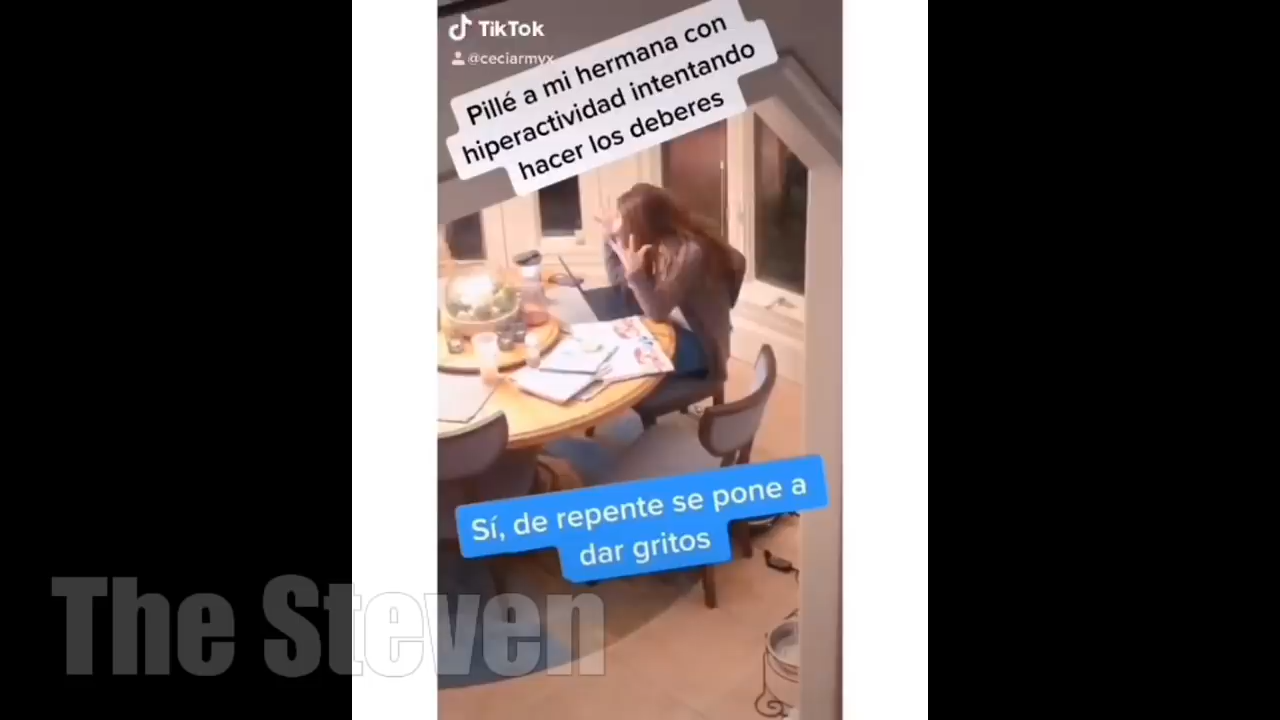 TikTok
@ceciarmyx
Pillé a mi hermana con
hiperactividad intentando
hacer los deberes
Sí, de repente se pone a
dar gritos
The Steven